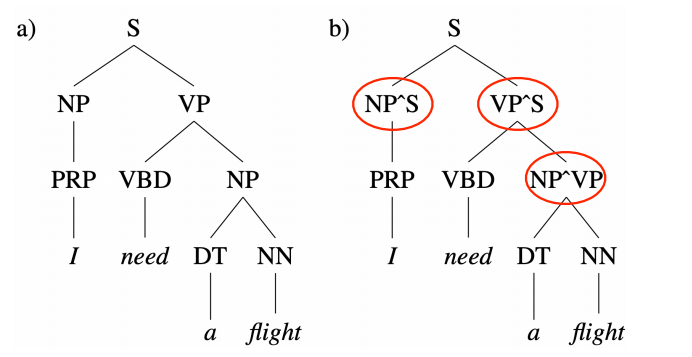 a) S b) S
NP VP NP^S VP^S
PRP VBD NP PRP VBD NP^VP
I need DT NN I need DT NN
a flight a flight